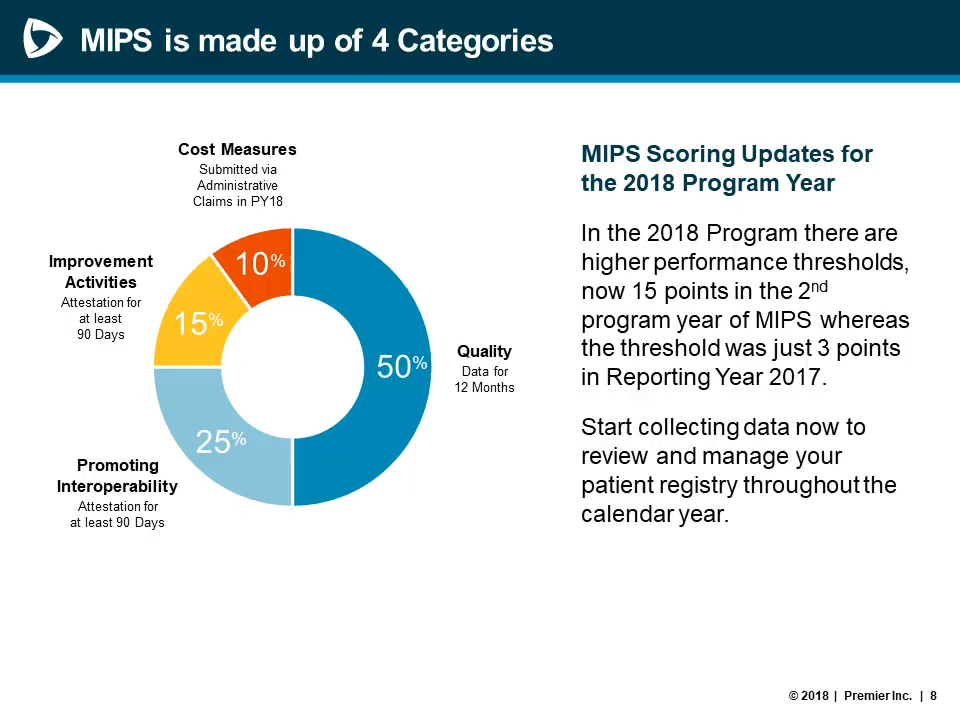 MIPS is made up of 4 Categories
Cost Measures
Submitted via
Administrative
Claims in PY18
10%
Improvement
Activities
Attestation for
at least
90 Days
15%
50%
Quality
Data for
12 Months
25%
Promoting
Interoperability
Attestation for
at least 90 Days
MIPS Scoring Updates for
the 2018 Program Year
In the 2018 Program there are
higher performance thresholds,
now 15 points in the 2nd
program year of MIPS whereas
the threshold was just 3 points
in Reporting Year 2017.
Start collecting data now to
review and manage your
patient registry throughout the
calendar year.
© 2018 | Premier Inc. | 8